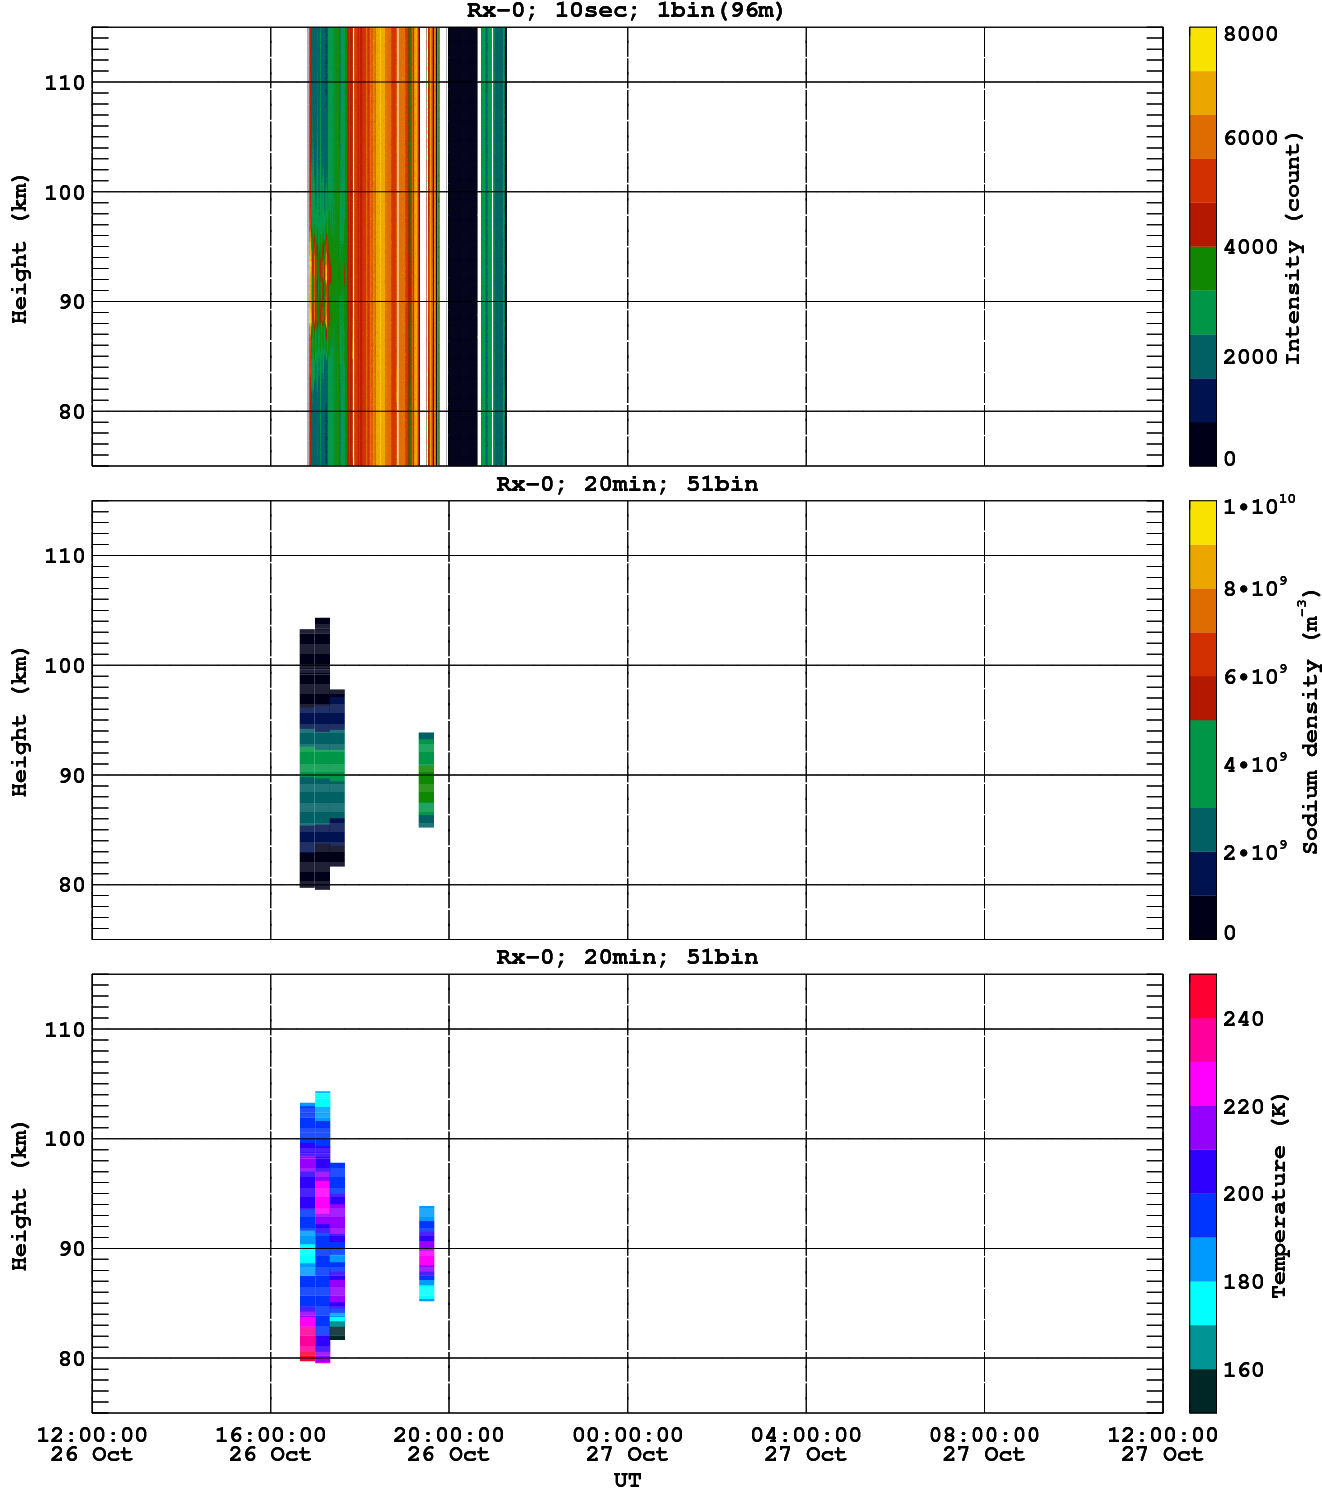 Rx-0; 10sec; 1bin(96m)
110
100
90
80
Height (km)
8000
6000
4000
2000
0
Intensity (count)
Rx-0; 20min; 51bin
110
100
90
80
Height (km)
1•10¹⁰
8•10⁹
6•10⁹
4•10⁹
2•10⁹
0
Sodium density (m⁻³)
Rx-0; 20min; 51bin
110
100
90
80
Height (km)
240
220
200
180
160
Temperature (K)
12:00:00 16:00:00 20:00:00 00:00:00 04:00:00 08:00:00 12:00:00
26 Oct 26 Oct 26 Oct 27 Oct 27 Oct 27 Oct 27 Oct
UT